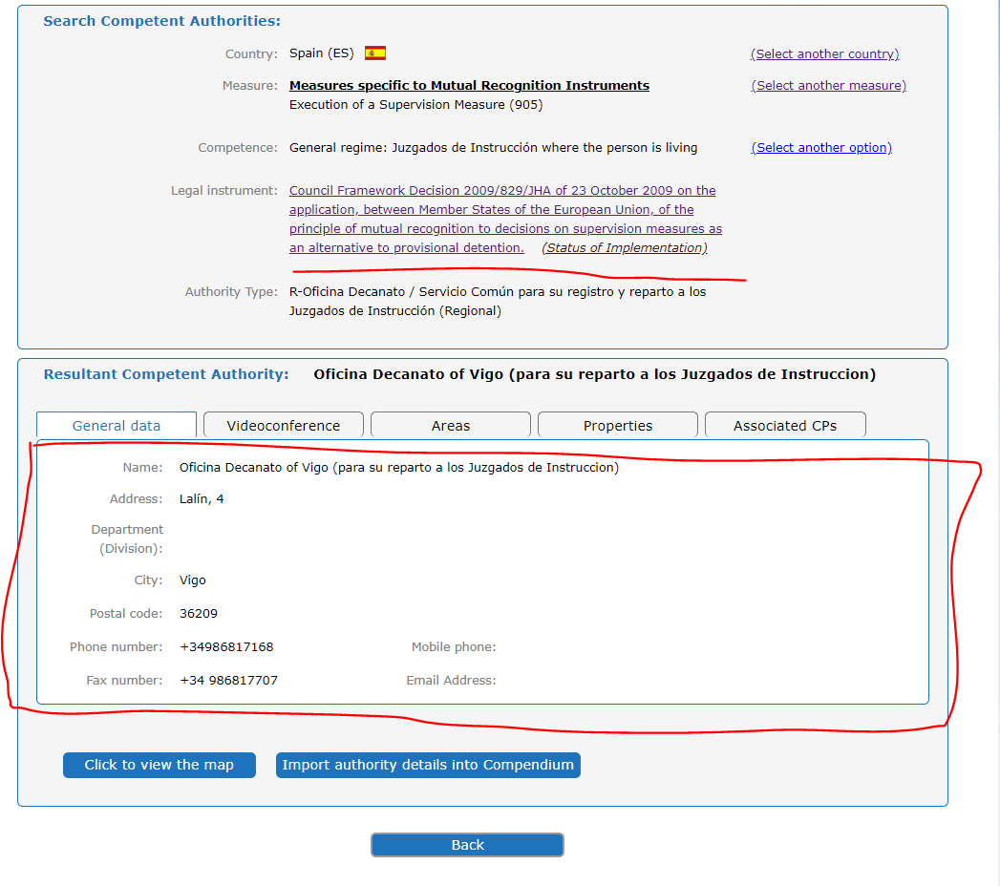 Search Competent Authorities:
Country: Spain (ES) (Select another country)
Measure: Measures specific to Mutual Recognition Instruments (Select another measure)
Execution of a Supervision Measure (905)
Competence: General regime: Juzgados de Instrucción where the person is living (Select another option)
Legal instrument: Council Framework Decision 2009/829/JHA of 23 October 2009 on the
application, between Member States of the European Union, of the
principle of mutual recognition to decisions on supervision measures as
an alternative to provisional detention. (Status of Implementation)
Authority Type: R-Oficina Decanato / Servicio Común para su registro y reparto a los
Juzgados de Instrucción (Regional)
Resultant Competent Authority: Oficina Decanato of Vigo (para su reparto a los Juzgados de Instruccion)
General data Videoconference Areas Properties Associated CPs
Name: Oficina Decanato of Vigo (para su reparto a los Juzgados de Instruccion)
Address: Lalín, 4
Department
(Division):
City: Vigo
Postal code: 36209
Phone number: +34986817168 Mobile phone:
Fax number: +34 986817707 Email Address:
Click to view the map Import authority details into Compendium
Back